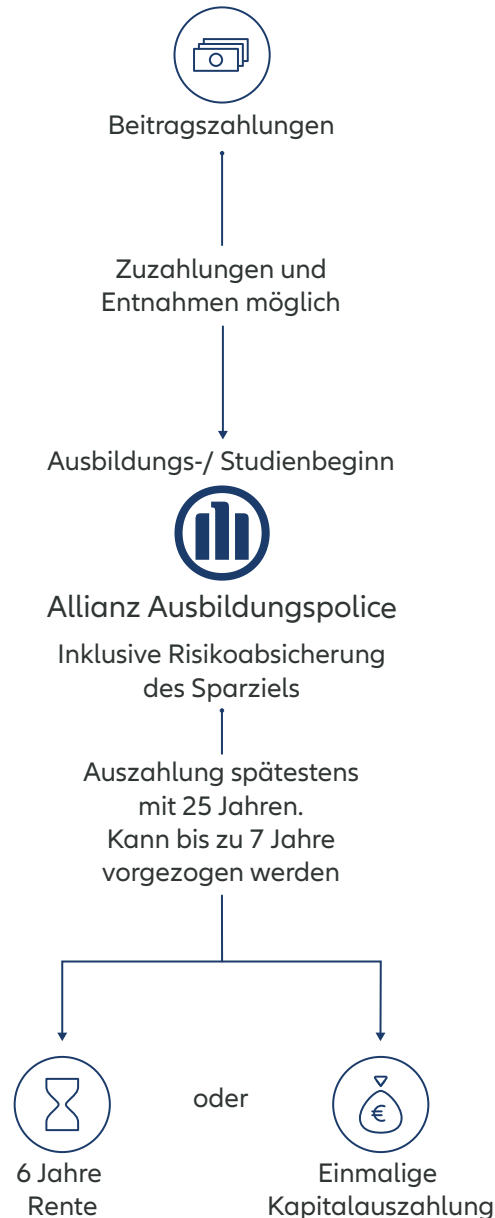 Beitragszahlungen
Zuzahlungen und
Entnahmen möglich
Ausbildungs-/ Studienbeginn
Allianz Ausbildungspolice
Inklusive Risikoabsicherung
des Sparziels
Auszahlung spätestens
mit 25 Jahren.
Kann bis zu 7 Jahre
vorgezogen werden
oder
€
6 Jahre
Rente
Einmalige
Kapitalauszahlung